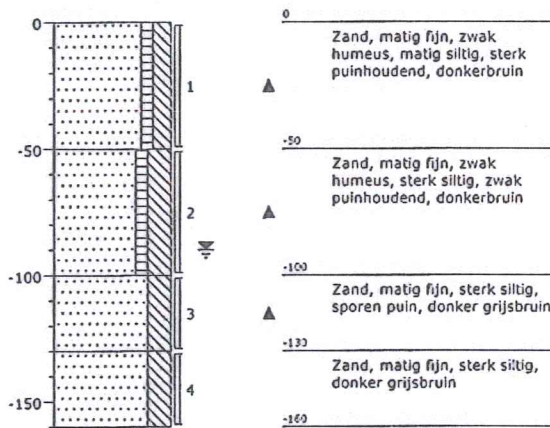 0
-50
-100
-150
1
2
3
4
0
Zand, matig fijn, zwak
humeus, matig siltig, sterk
puinhoudend, donkerbruin
-50
Zand, matig fijn, zwak
humeus, sterk siltig, zwak
puinhoudend, donkerbruin
-100
Zand, matig fijn, sterk siltig,
sporen puin, donker grijsbruin
-130
Zand, matig fijn, sterk siltig,
donker grijsbruin
-160